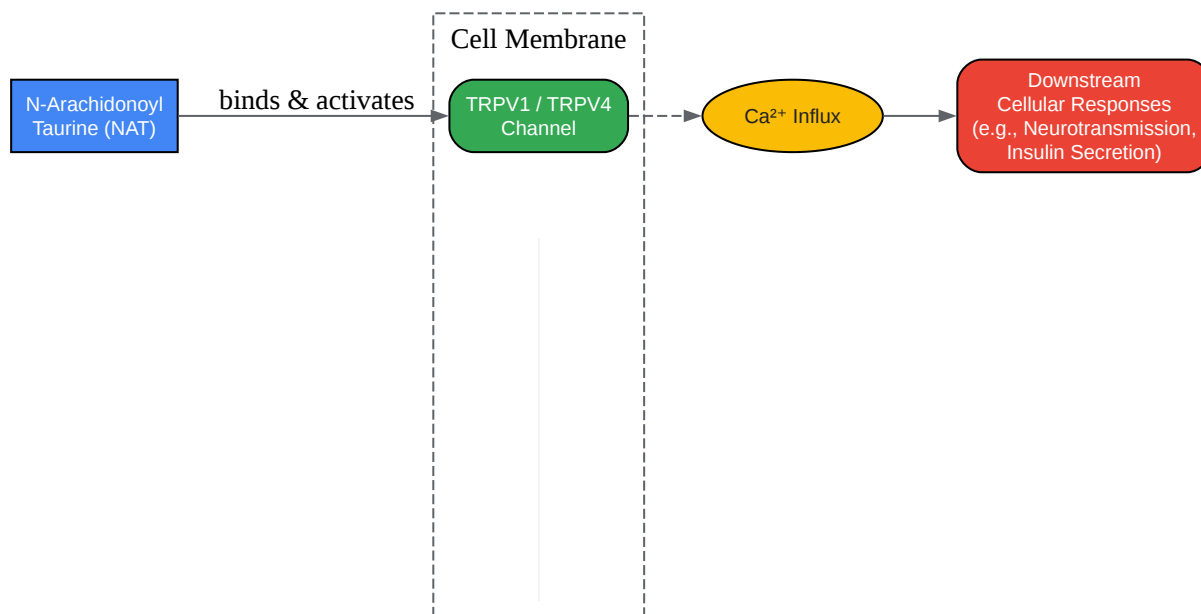 Cell Membrane
N-Arachidonoyl
Taurine (NAT)
binds & activates
TRPV1 / TRPV4
Channel
Ca²⁺ Influx
Downstream
Cellular Responses
(e.g., Neurotransmission,
Insulin Secretion)